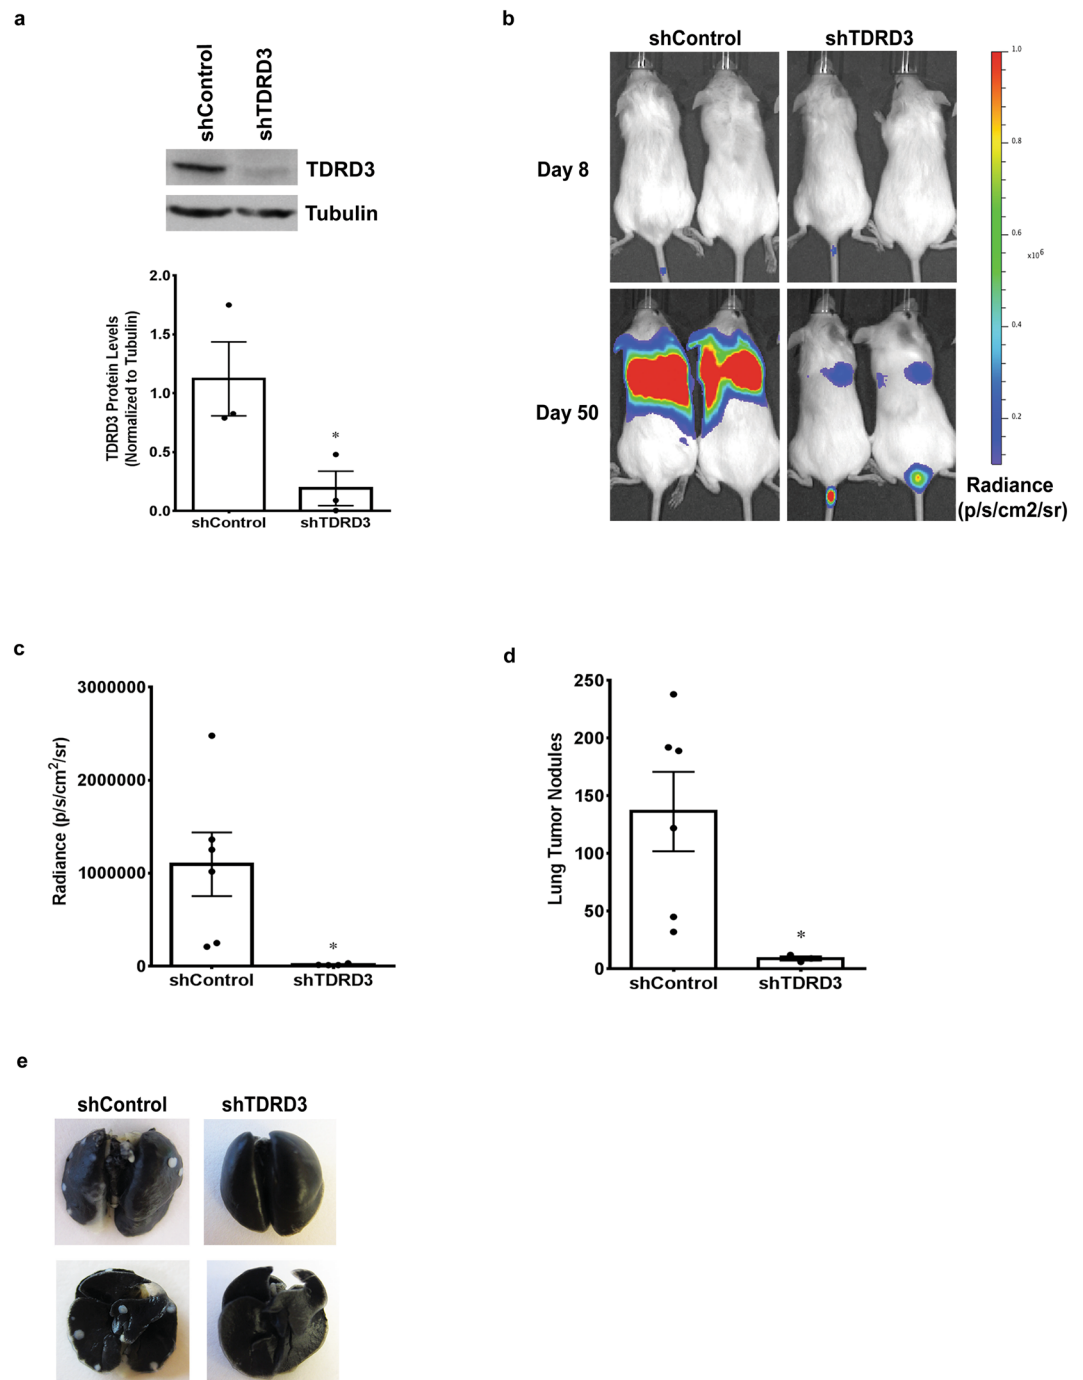 a
shControl
shTDRD3
TDRD3
Tubulin
TDRD3 Protein Levels
(Normalized to Tubulin)
2.0
1.5
1.0
0.5
0.0
*
shControl
shTDRD3
b
shControl
shTDRD3
Day 8
Day 50
1.0
0.8
0.6
x10⁶
0.4
0.2
Radiance
(p/s/cm2/sr)
c
Radiance (p/s/cm²/sr)
3000000
2000000
1000000
0
*
shControl
shTDRD3
d
Lung Tumor Nodules
250
200
150
100
50
0
*
shControl
shTDRD3
e
shControl
shTDRD3